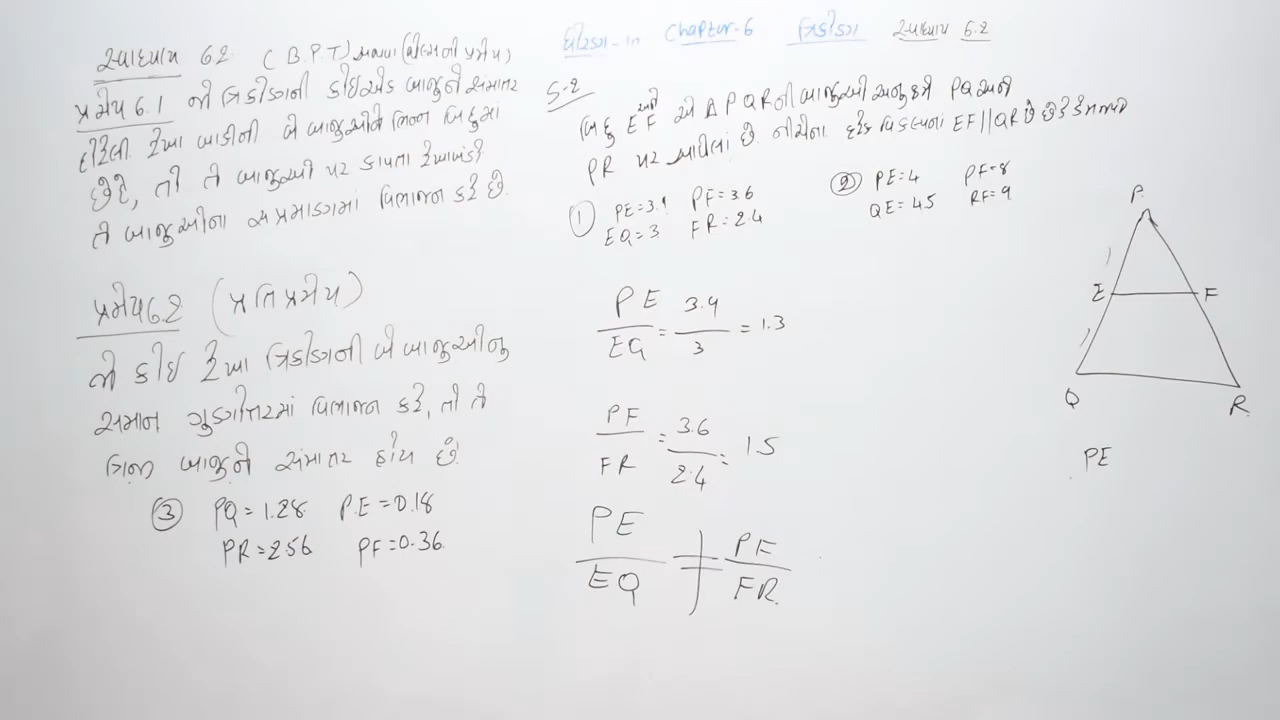 ધોરણ-10 Chapter-6 ત્રિકોણ સ્વાધ્યાય 6.2
સ્વાધ્યાય 6.2 (B.P.T) અથવા (થેલ્સનો પ્રમેય)
પ્રમેય 6.1 જો ત્રિકોણની કોઈએક બાજુને સમાંતર
દોરેલી રેખા બાકીની બે બાજુઓને ભિન્ન બિંદુમાં
છેદે, તો તે બાજુઓ પર કપાતા રેખાખંડો
તે બાજુઓના સપ્રમાણમાં વિભાજન કરે છે.
પ્રમેય 6.2 (પ્રતિપ્રમેય)
જો કોઈ રેખા ત્રિકોણની બે બાજુઓનુ
સમાન ગુણોત્તરમાં વિભાજન કરે, તો તે
ત્રિજી બાજુને સમાંતર હોય છે.
③ PQ = 1.28 P.E = 0.18
PR = 2.56 PF = 0.36
5-2
બિંદુ E અને F એ Δ PQR ની બાજુઓ અનુક્રમે PQ અને
PR પર આવેલાં છે. નીચેના દરેક વિકલ્પમાં EF || QR છે કે કેમ
① PE = 3.9 PF = 3.6
EQ = 3 FR = 2.4
② PE = 4 PF = 8
QE = 4.5 RF = 9
PE / EQ = 3.9 / 3 = 1.3
PF / FR = 3.6 / 2.4 = 1.5
PE / EQ ≠ PF / FR
P
E F
Q R
PE